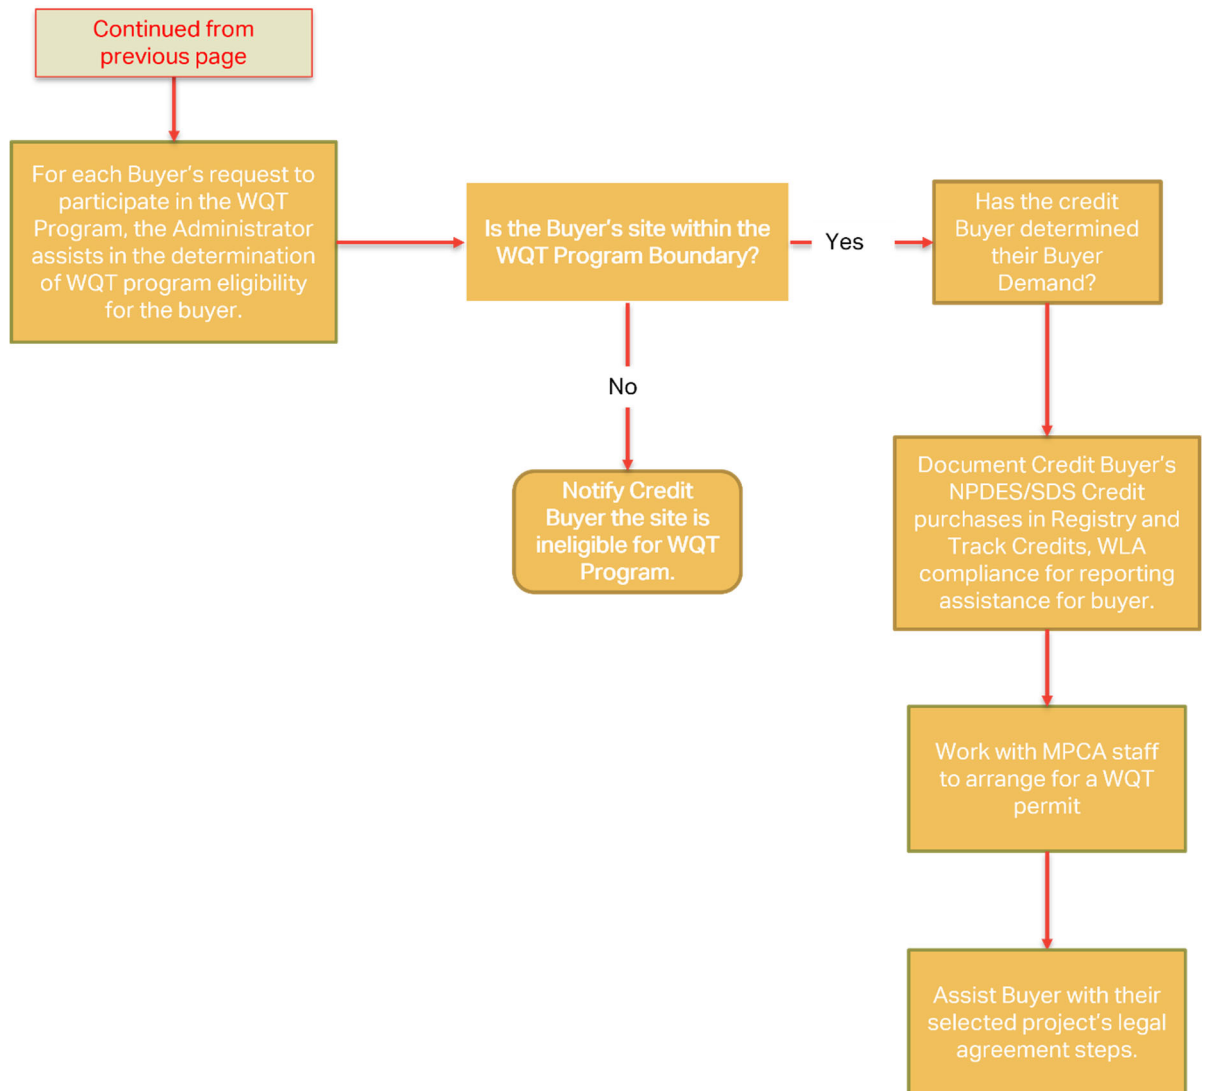 Continued from
previous page
For each Buyer's request to
participate in the WQT
Program, the Administrator
assists in the determination
of WQT program eligibility
for the buyer.
Is the Buyer's site within the
WQT Program Boundary?
Yes
Has the credit
Buyer determined
their Buyer
Demand?
No
Notify Credit
Buyer the site is
ineligible for WQT
Program.
Document Credit Buyer's
NPDES/SDS Credit
purchases in Registry and
Track Credits, WLA
compliance for reporting
assistance for buyer.
Work with MPCA staff
to arrange for a WQT
permit
Assist Buyer with their
selected project's legal
agreement steps.